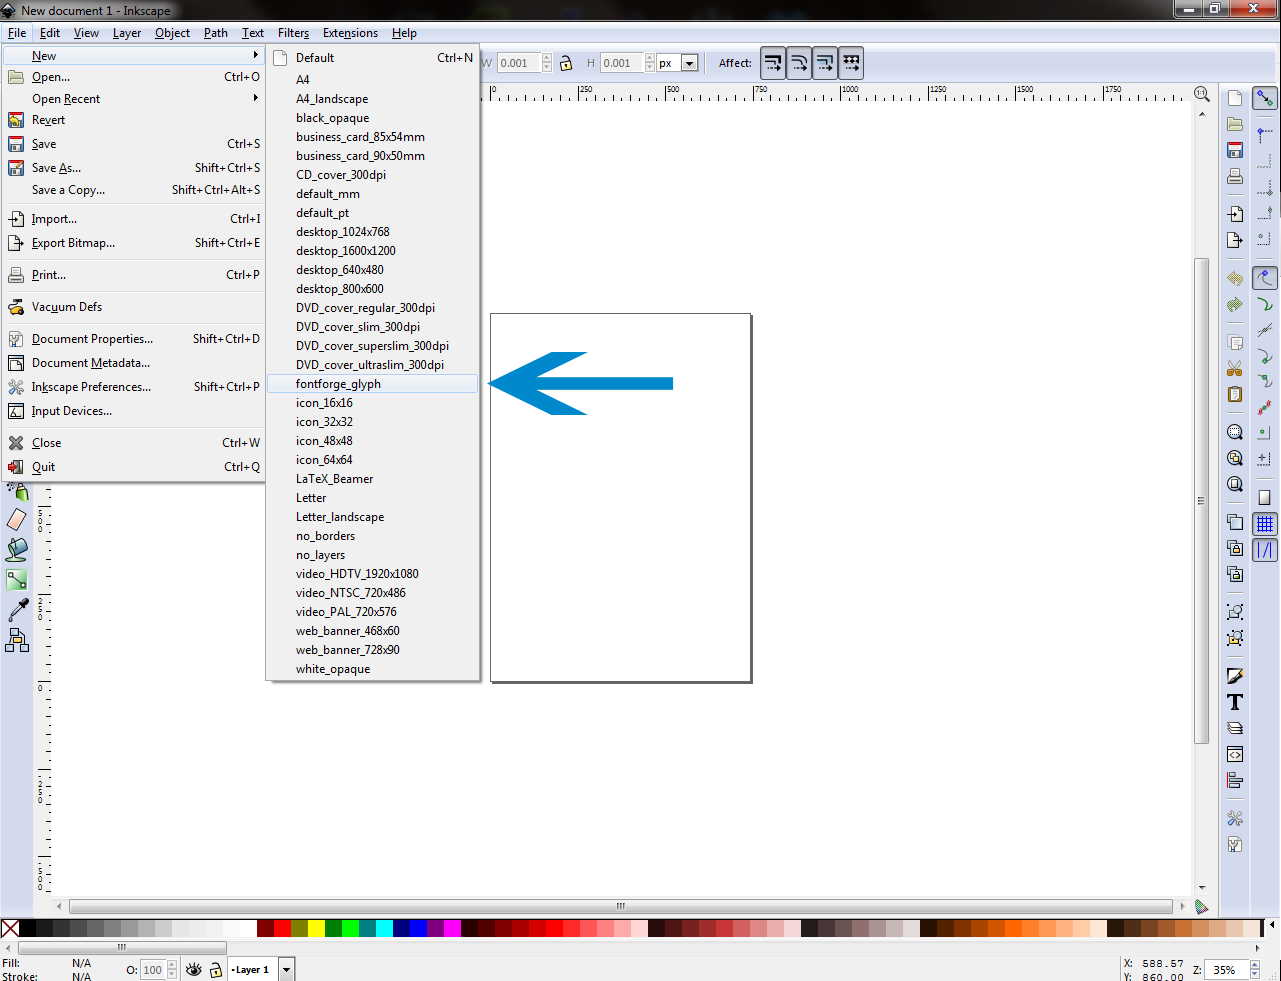 New document 1 - Inkscape
File Edit View Layer Object Path Text Filters Extensions Help
New
Open... Ctrl+O
Open Recent
Revert
Save Ctrl+S
Save As... Shift+Ctrl+S
Save a Copy... Shift+Ctrl+Alt+S
Import... Ctrl+I
Export Bitmap... Shift+Ctrl+E
Print... Ctrl+P
Vacuum Defs
Document Properties... Shift+Ctrl+D
Document Metadata...
Inkscape Preferences... Shift+Ctrl+P
Input Devices...
Close Ctrl+W
Quit Ctrl+Q
Default Ctrl+N
A4
A4_landscape
black_opaque
business_card_85x54mm
business_card_90x50mm
CD_cover_300dpi
default_mm
default_pt
desktop_1024x768
desktop_1600x1200
desktop_640x480
desktop_800x600
DVD_cover_regular_300dpi
DVD_cover_slim_300dpi
DVD_cover_superslim_300dpi
DVD_cover_ultraslim_300dpi
fontforge_glyph
icon_16x16
icon_32x32
icon_48x48
icon_64x64
LaTeX_Beamer
Letter
Letter_landscape
no_borders
no_layers
video_HDTV_1920x1080
video_NTSC_720x486
video_PAL_720x576
web_banner_468x60
web_banner_728x90
white_opaque
W 0.001 H 0.001 px Affect:
0 250 500 750 1000 1250 1500 1750
500
250
0
-250
-500
Fill: N/A
Stroke: N/A
O: 100
Layer 1
X: 588.57
Y: 860.00
Z: 35%